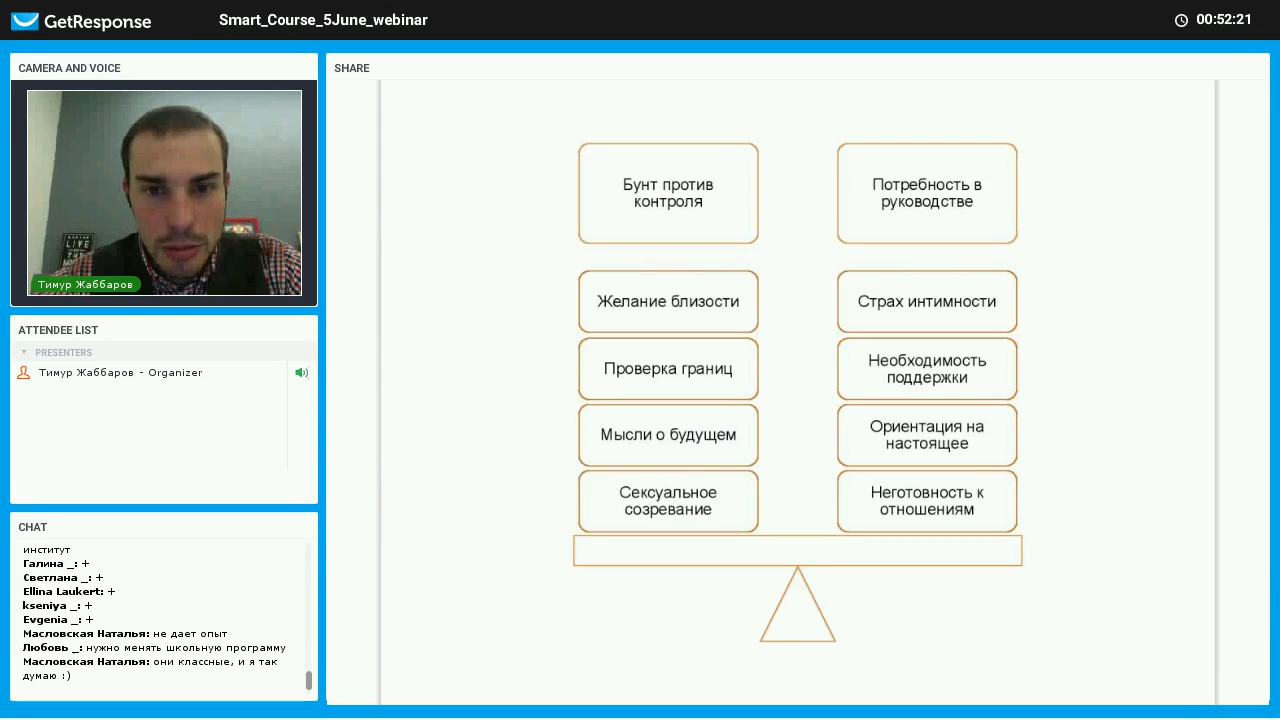 GetResponse
Smart_Course_5June_webinar
00:52:21
CAMERA AND VOICE
LIVE
Тимур Жаббаров
ATTENDEE LIST
PRESENTERS
Тимур Жаббаров - Organizer
CHAT
институт
Галина _: +
Светлана _: +
Ellina Laukert: +
kseniya _: +
Evgenia _: +
Масловская Наталья: не дает опыт
Любовь _: нужно менять школьную программу
Масловская Наталья: они классные, и я так
думаю :)
SHARE
Бунт против
контроля
Потребность в
руководстве
Желание близости
Страх интимности
Проверка границ
Необходимость
поддержки
Мысли о будущем
Ориентация на
настоящее
Сексуальное
созревание
Неготовность к
отношениям